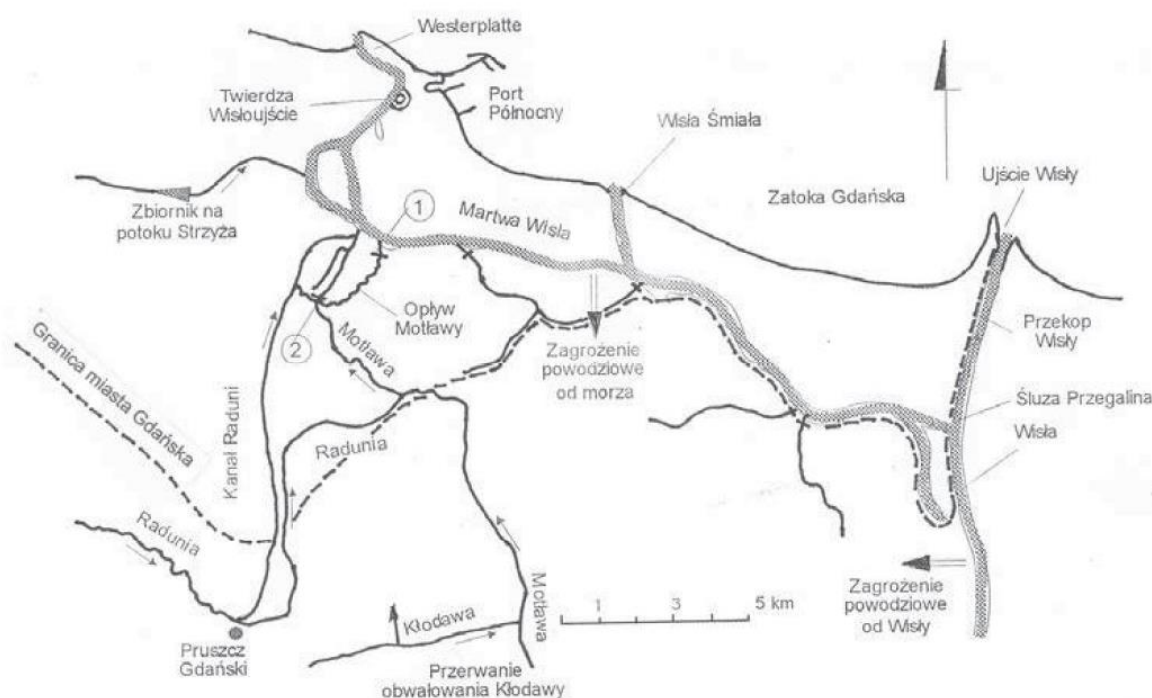 Westerplatte
Twierdza
Wisłoujście
Port
Północny
Wisła Śmiała
Zatoka Gdańska
Ujście Wisły
Zbiornik na
potoku Strzyża
1
Martwa Wisła
Opływ
Motławy
2
Motława
Granica miasta Gdańska
Kanał Raduni
Zagrożenie
powodziowe
od morza
Przekop
Wisły
Śluza Przegalina
Wisła
Radunia
Radunia
Motława
Zagrożenie
powodziowe
od Wisły
1 3 5 km
Kłodawa
Pruszcz
Gdański
Przerwanie
obwałowania Kłodawy